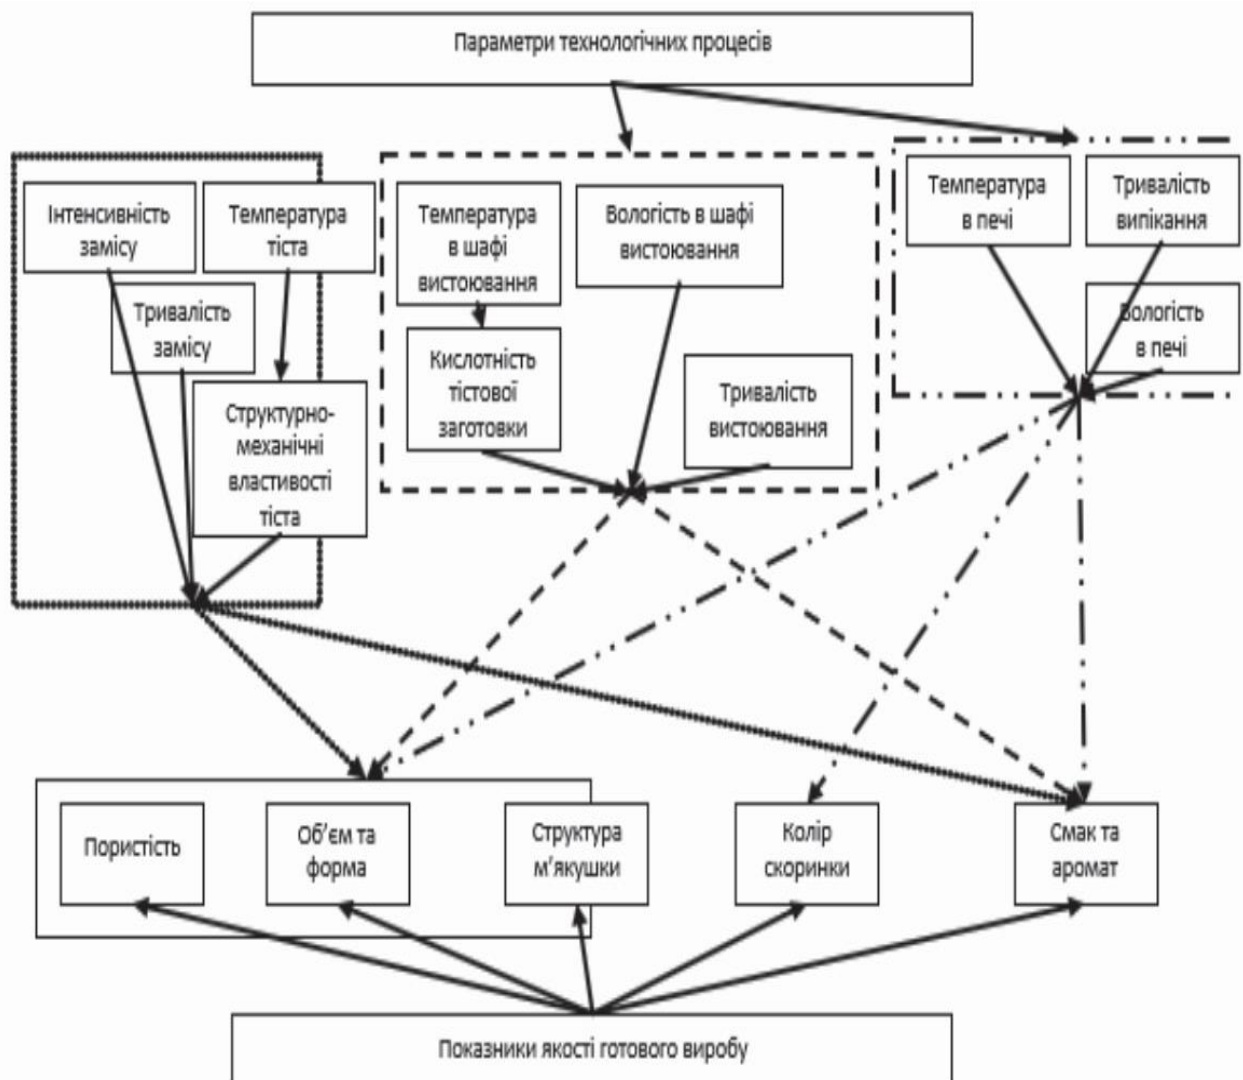 Параметри технологічних процесів
Інтенсивність
замісу
Температура
тіста
Тривалість
замісу
Структурно-
механічні
властивості
тіста
Температура
в шафі
вистоювання
Вологість в шафі
вистоювання
Кислотність
тістової
заготовки
Тривалість
вистоювання
Температура
в печі
Тривалість
випікання
Вологість
в печі
Пористість
Об'єм та
форма
Структура
м'якушки
Колір
скоринки
Смак та
аромат
Показники якості готового виробу